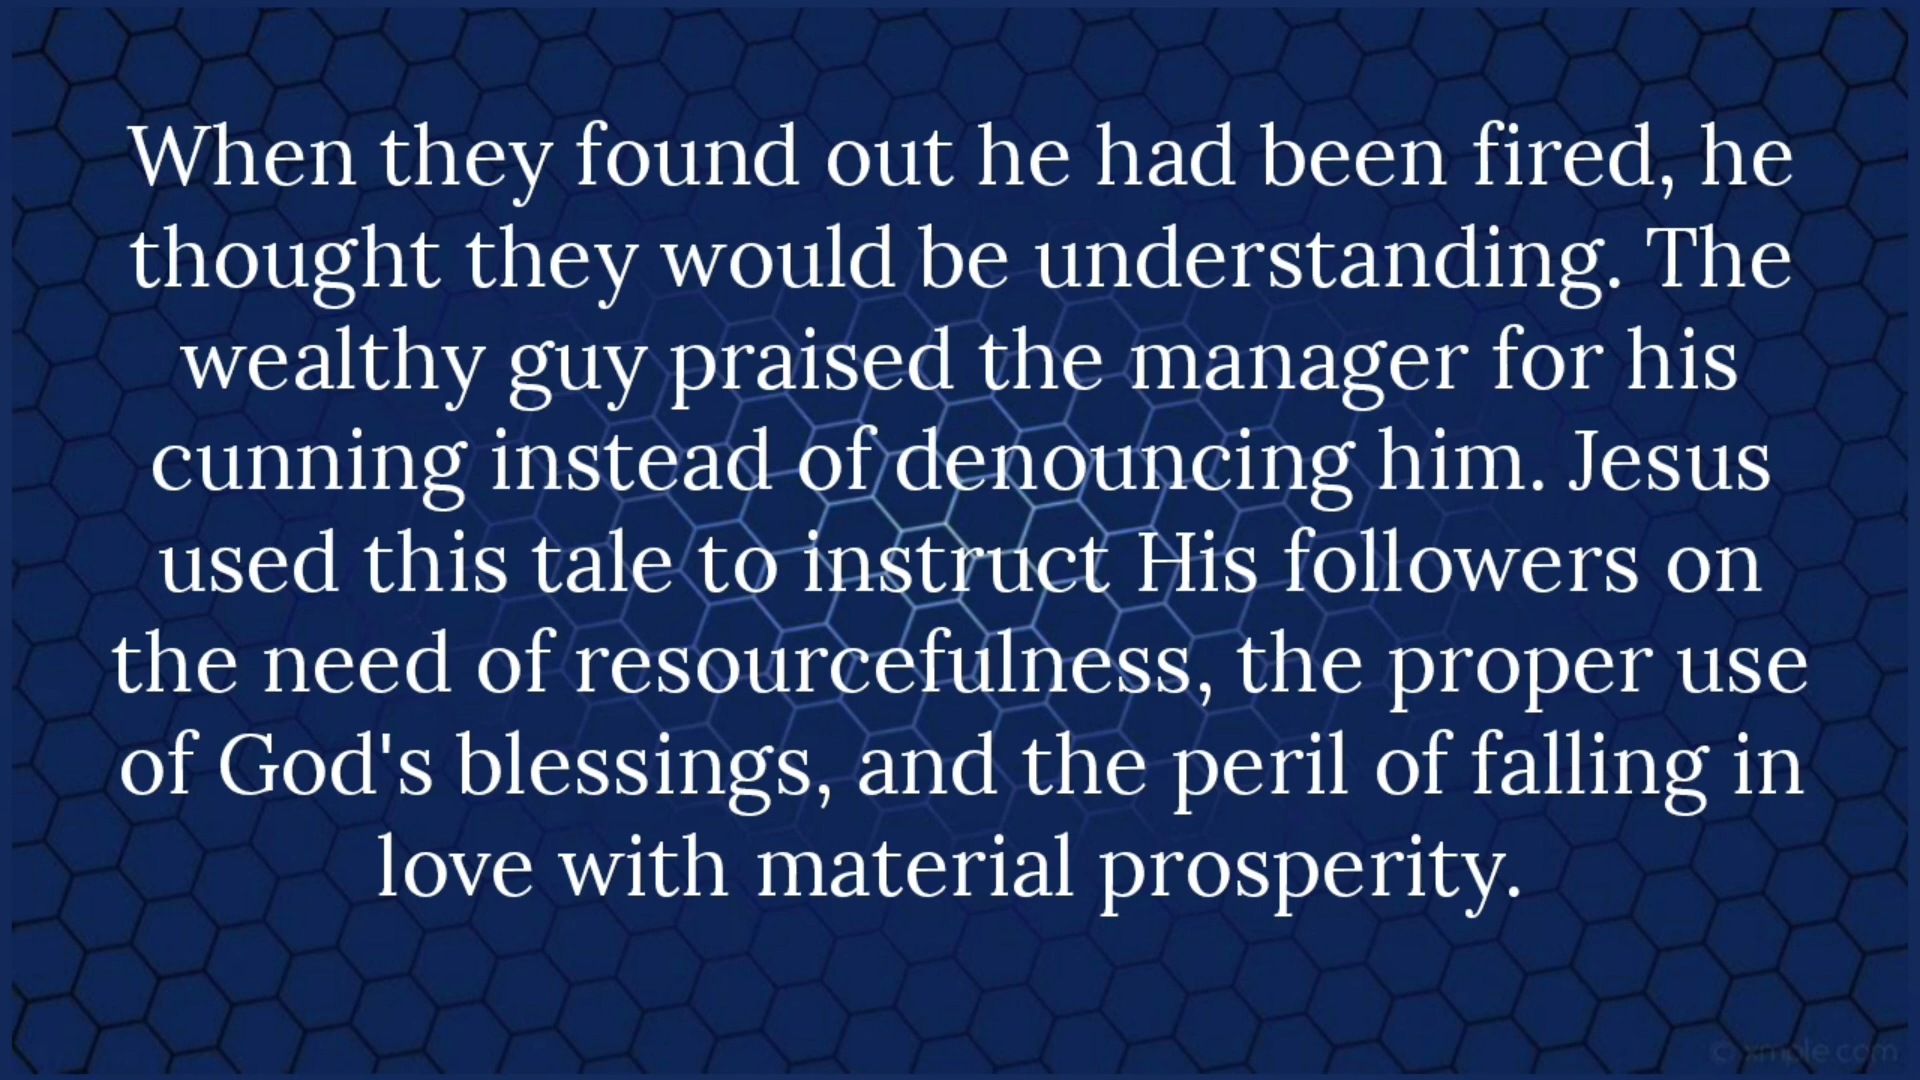 When they found out he had been fired, he
thought they would be understanding. The
wealthy guy praised the manager for his
cunning instead of denouncing him. Jesus
used this tale to instruct His followers on
the need of resourcefulness, the proper use
of God's blessings, and the peril of falling in
love with material prosperity.